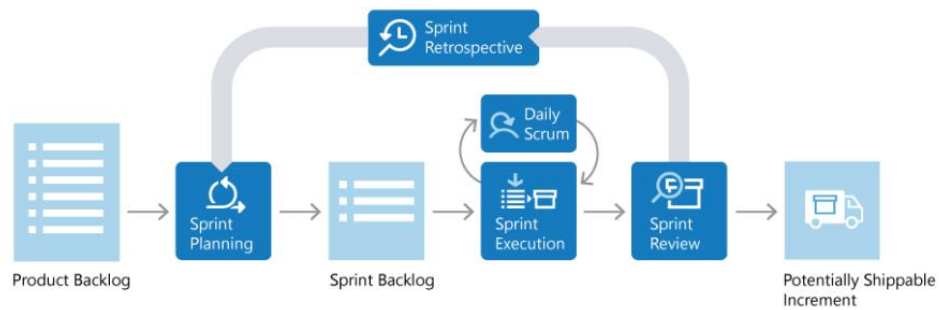 Sprint
Retrospective
Daily
Scrum
Sprint
Planning
Sprint
Execution
Sprint
Review
Product Backlog
Sprint Backlog
Potentially Shippable
Increment